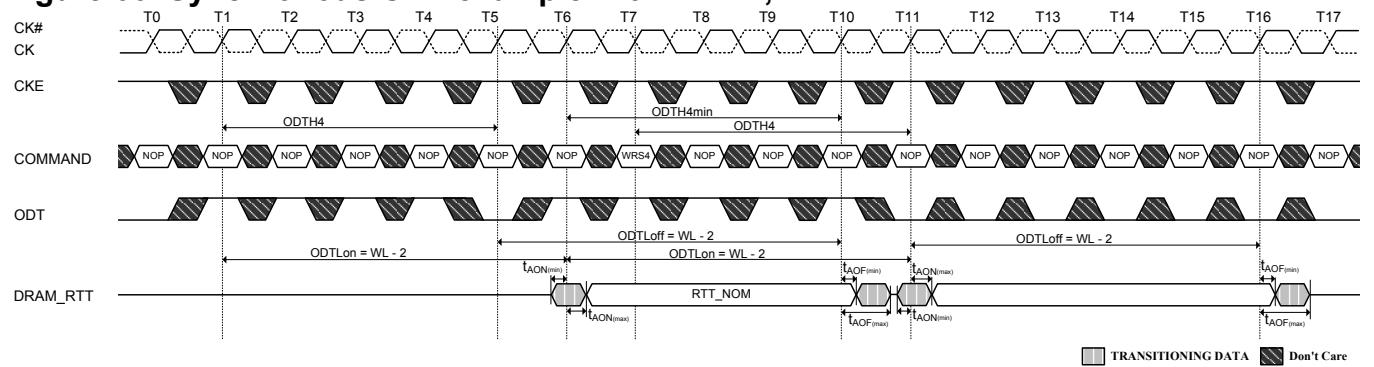 T0 T1 T2 T3 T4 T5 T6 T7 T8 T9 T10 T11 T12 T13 T14 T15 T16 T17
CK#
CK
CKE
ODTH4min
ODTH4 ODTH4
COMMAND NOP NOP NOP NOP NOP NOP NOP WRS4 NOP NOP NOP NOP NOP NOP NOP NOP NOP NOP
ODT
ODTLoff = WL - 2 ODTLoff = WL - 2
ODTLon = WL - 2 ODTLon = WL - 2
tAON(min) tAOF(min) tAON(max) tAOF(min)
DRAM_RTT RTT_NOM
tAON(max) tAOF(max) tAON(min) tAOF(max)
TRANSITIONING DATA Don't Care